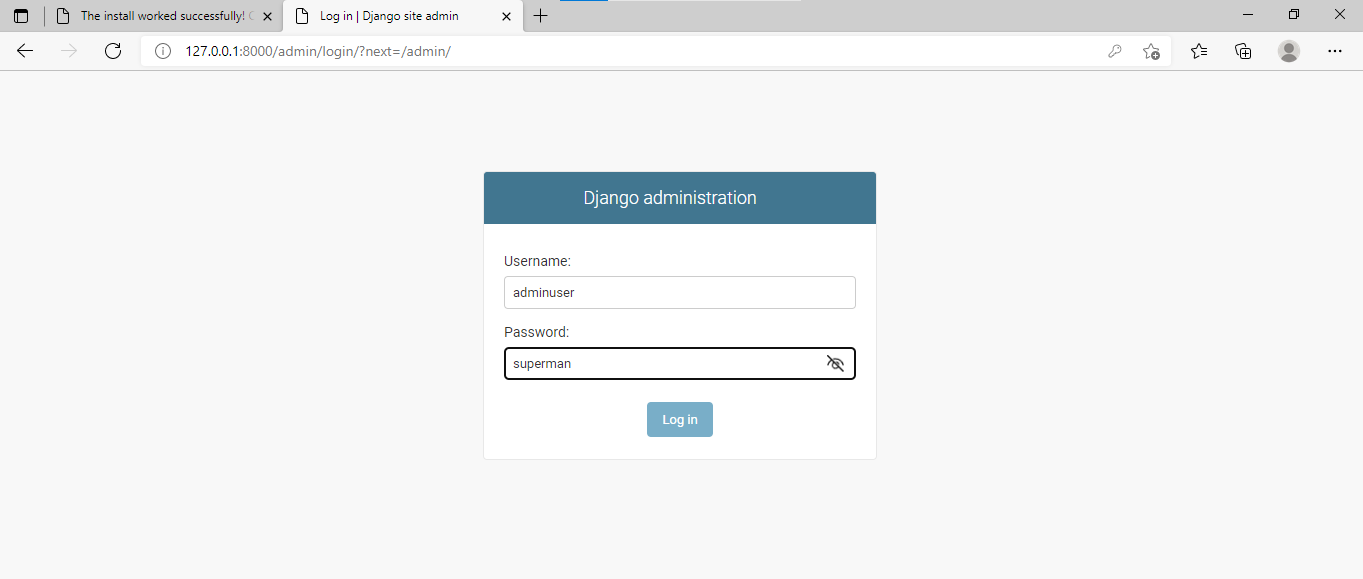 The install worked successfully!
Log in | Django site admin
127.0.0.1:8000/admin/login/?next=/admin/
Django administration
Username:
adminuser
Password:
superman
Log in